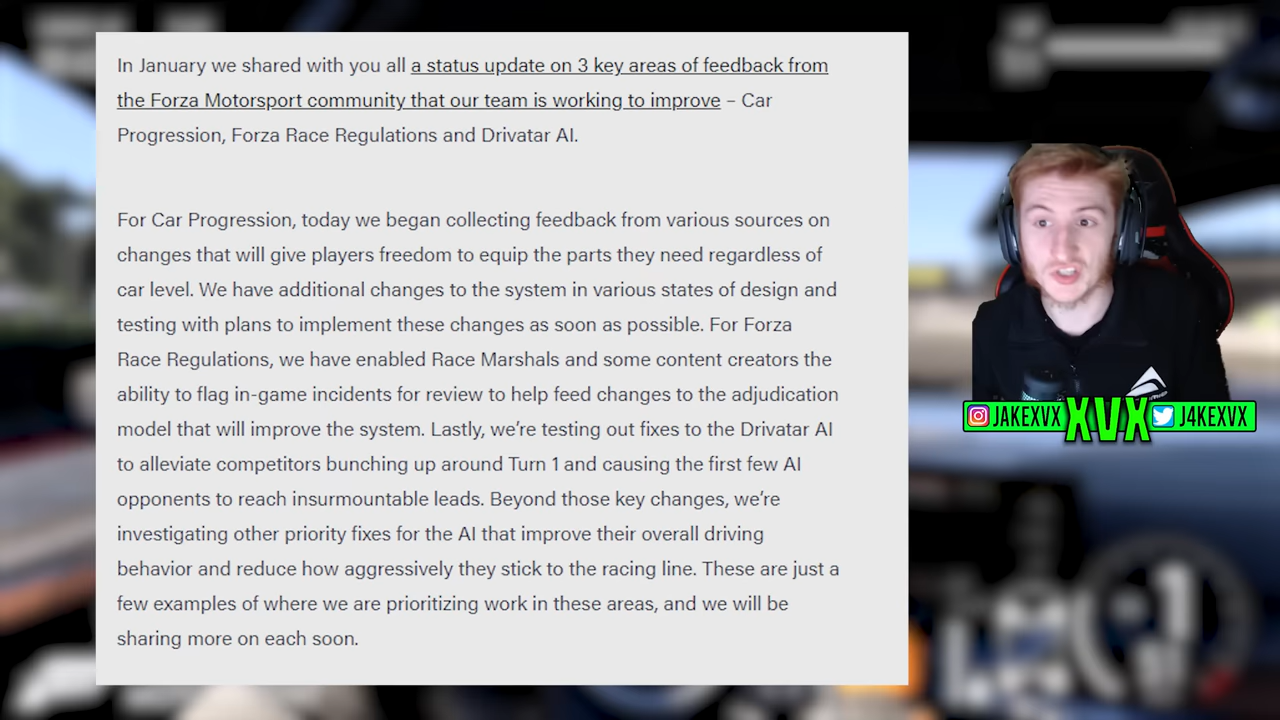 In January we shared with you all a status update on 3 key areas of feedback from
the Forza Motorsport community that our team is working to improve – Car
Progression, Forza Race Regulations and Drivatar AI.
For Car Progression, today we began collecting feedback from various sources on
changes that will give players freedom to equip the parts they need regardless of
car level. We have additional changes to the system in various states of design and
testing with plans to implement these changes as soon as possible. For Forza
Race Regulations, we have enabled Race Marshals and some content creators the
ability to flag in-game incidents for review to help feed changes to the adjudication
model that will improve the system. Lastly, we're testing out fixes to the Drivatar AI
to alleviate competitors bunching up around Turn 1 and causing the first few AI
opponents to reach insurmountable leads. Beyond those key changes, we're
investigating other priority fixes for the AI that improve their overall driving
behavior and reduce how aggressively they stick to the racing line. These are just a
few examples of where we are prioritizing work in these areas, and we will be
sharing more on each soon.
JAKEXVX XVX J4KEXVX